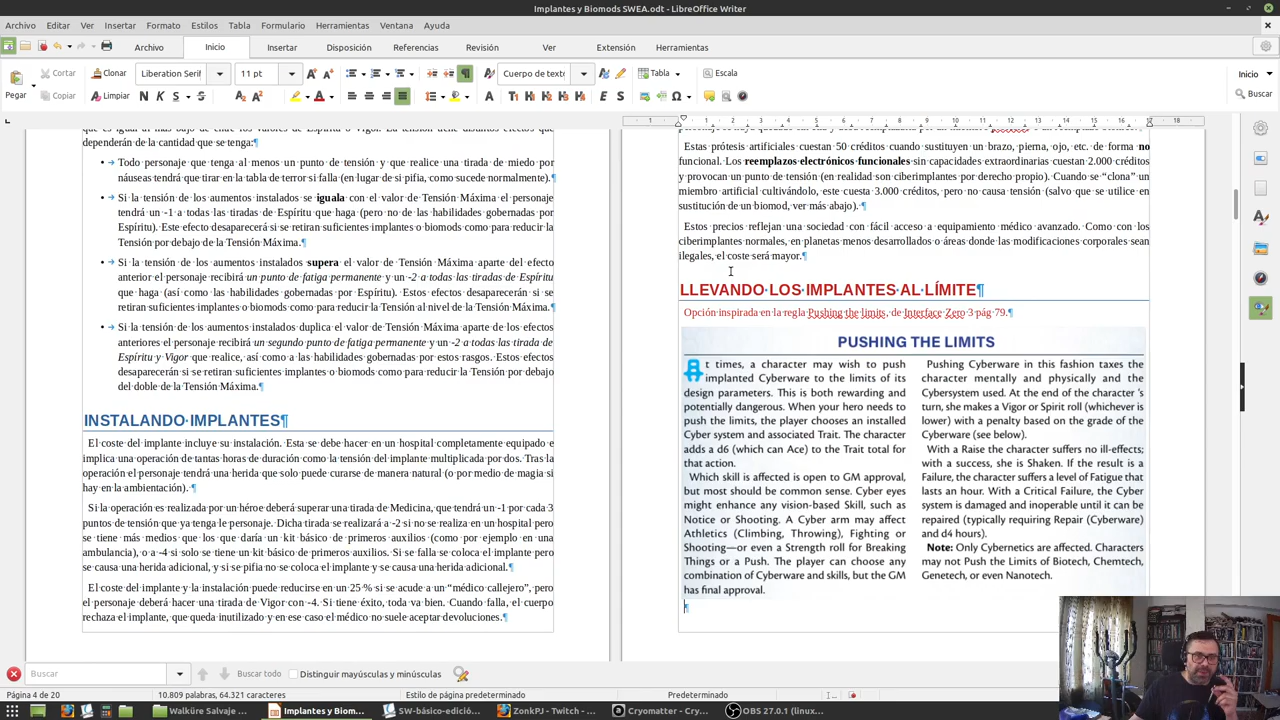 Implantes y Biomods SWEA.odt - LibreOffice Writer
Archivo Editar Ver Insertar Formato Estilos Tabla Formulario Herramientas Ventana Ayuda
Archivo Inicio Insertar Disposición Referencias Revisión Ver Extensión Herramientas
Pegar Cortar Clonar Liberation Serif 11 pt Cuerpo de texto Tabla Escala Inicio
Copiar Limpiar Buscar
dependerán de la cantidad que se tenga:
Todo personaje que tenga al menos un punto de tensión y que realice una tirada de miedo por
náuseas tendrá que tirar en la tabla de terror si falla (en lugar de si pifia, como sucede normalmente).
Si la tensión de los aumentos instalados se iguala con el valor de Tensión Máxima el personaje
tendrá un -1 a todas las tiradas de Espíritu que haga (pero no de las habilidades gobernadas por
Espíritu). Este efecto desaparecerá si se retiran suficientes implantes o biomods como para reducir la
Tensión por debajo de la Tensión Máxima.
Si la tensión de los aumentos instalados supera el valor de Tensión Máxima aparte del efecto
anterior el personaje recibirá un punto de fatiga permanente y un -2 a todas las tiradas de Espíritu
que haga (así como las habilidades gobernadas por Espíritu). Estos efectos desaparecerán si se
retiran suficientes implantes o biomods como para reducir la Tensión al nivel de la Tensión Máxima.
Si la tensión de los aumentos instalados duplica el valor de Tensión Máxima aparte de los efectos
anteriores el personaje recibirá un segundo punto de fatiga permanente y un -2 a todas las tiradas de
Espíritu y Vigor que realice, así como a las habilidades gobernadas por estos rasgos. Estos efectos
desaparecerán si se retiran suficientes implantes o biomods como para reducir la Tensión por debajo
del doble de la Tensión Máxima.
INSTALANDO IMPLANTES
El coste del implante incluye su instalación. Esta se debe hacer en un hospital completamente equipado e
implica una operación de tantas horas de duración como la tensión del implante multiplicada por dos. Tras la
operación el personaje tendrá una herida que solo puede curarse de manera natural (o por medio de magia si
hay en la ambientación).
Si la operación es realizada por un héroe deberá superar una tirada de Medicina, que tendrá un -1 por cada 3
puntos de tensión que ya tenga le personaje. Dicha tirada se realizará a -2 si no se realiza en un hospital pero
se tiene más medios que los que daría un kit básico de primeros auxilios (como por ejemplo en una
ambulancia), o a -4 si solo se tiene un kit básico de primeros auxilios. Si se falla se coloca el implante pero
se causa una herida adicional, y si se pifia no se coloca el implante y se causa una herida adicional.
El coste del implante y la instalación puede reducirse en un 25 % si se acude a un “médico callejero”, pero
el personaje deberá hacer una tirada de Vigor con -4. Si tiene éxito, toda va bien. Cuando falla, el cuerpo
rechaza el implante, que queda inutilizado y en ese caso el médico no suele aceptar devoluciones.
Estas prótesis artificiales cuestan 50 créditos cuando sustituyen un brazo, pierna, ojo, etc. de forma no
funcional. Los reemplazos electrónicos funcionales sin capacidades extraordinarias cuestan 2.000 créditos
y provocan un punto de tensión (en realidad son ciberimplantes por derecho propio). Cuando se “clona” un
miembro artificial cultivándolo, este cuesta 3.000 créditos, pero no causa tensión (salvo que se utilice en
sustitución de un biomod, ver más abajo).
Estos precios reflejan una sociedad con fácil acceso a equipamiento médico avanzado. Como con los
ciberimplantes normales, en planetas menos desarrollados o áreas donde las modificaciones corporales sean
ilegales, el coste será mayor.
LLEVANDO LOS IMPLANTES AL LÍMITE
Opción inspirada en la regla Pushing the limits, de Interface Zero 3 pág 79.
PUSHING THE LIMITS
At times, a character may wish to push
implanted Cyberware to the limits of its
design parameters. This is both rewarding and
potentially dangerous. When your hero needs to
push the limits, the player chooses an installed
Cyber system and associated Trait. The character
adds a d6 (which can Ace) to the Trait total for
that action.
Which skill is affected is open to GM approval,
but most should be common sense. Cyber eyes
might enhance any vision-based Skill, such as
Notice or Shooting. A Cyber arm may affect
Athletics (Climbing, Throwing), Fighting or
Shooting—or even a Strength roll for Breaking
Things or a Push. The player can choose any
combination of Cyberware and skills, but the GM
has final approval.
Pushing Cyberware in this fashion taxes the
character mentally and physically and the
Cybersystem used. At the end of the character 's
turn, she makes a Vigor or Spirit roll (whichever is
lower) with a penalty based on the grade of the
Cyberware (see below).
With a Raise the character suffers no ill-effects;
with a success, she is Shaken. If the result is a
Failure, the character suffers a level of Fatigue that
lasts an hour. With a Critical Failure, the Cyber
system is damaged and inoperable until it can be
repaired (typically requiring Repair (Cyberware)
and d4 hours).
Note: Only Cybernetics are affected. Characters
may not Push the Limits of Biotech, Chemtech,
Genetech, or even Nanotech.
Buscar Buscar todo Distinguir mayúsculas y minúsculas
Página 4 de 20 10.809 palabras, 64.321 caracteres Estilo de página predeterminado Predeterminado
Walküre Salvaje Implantes y Biom... SW-básico-edició... ZonkPJ - Twitch - ... Cryomatter - Cry... OBS 27.0.1 (linux...